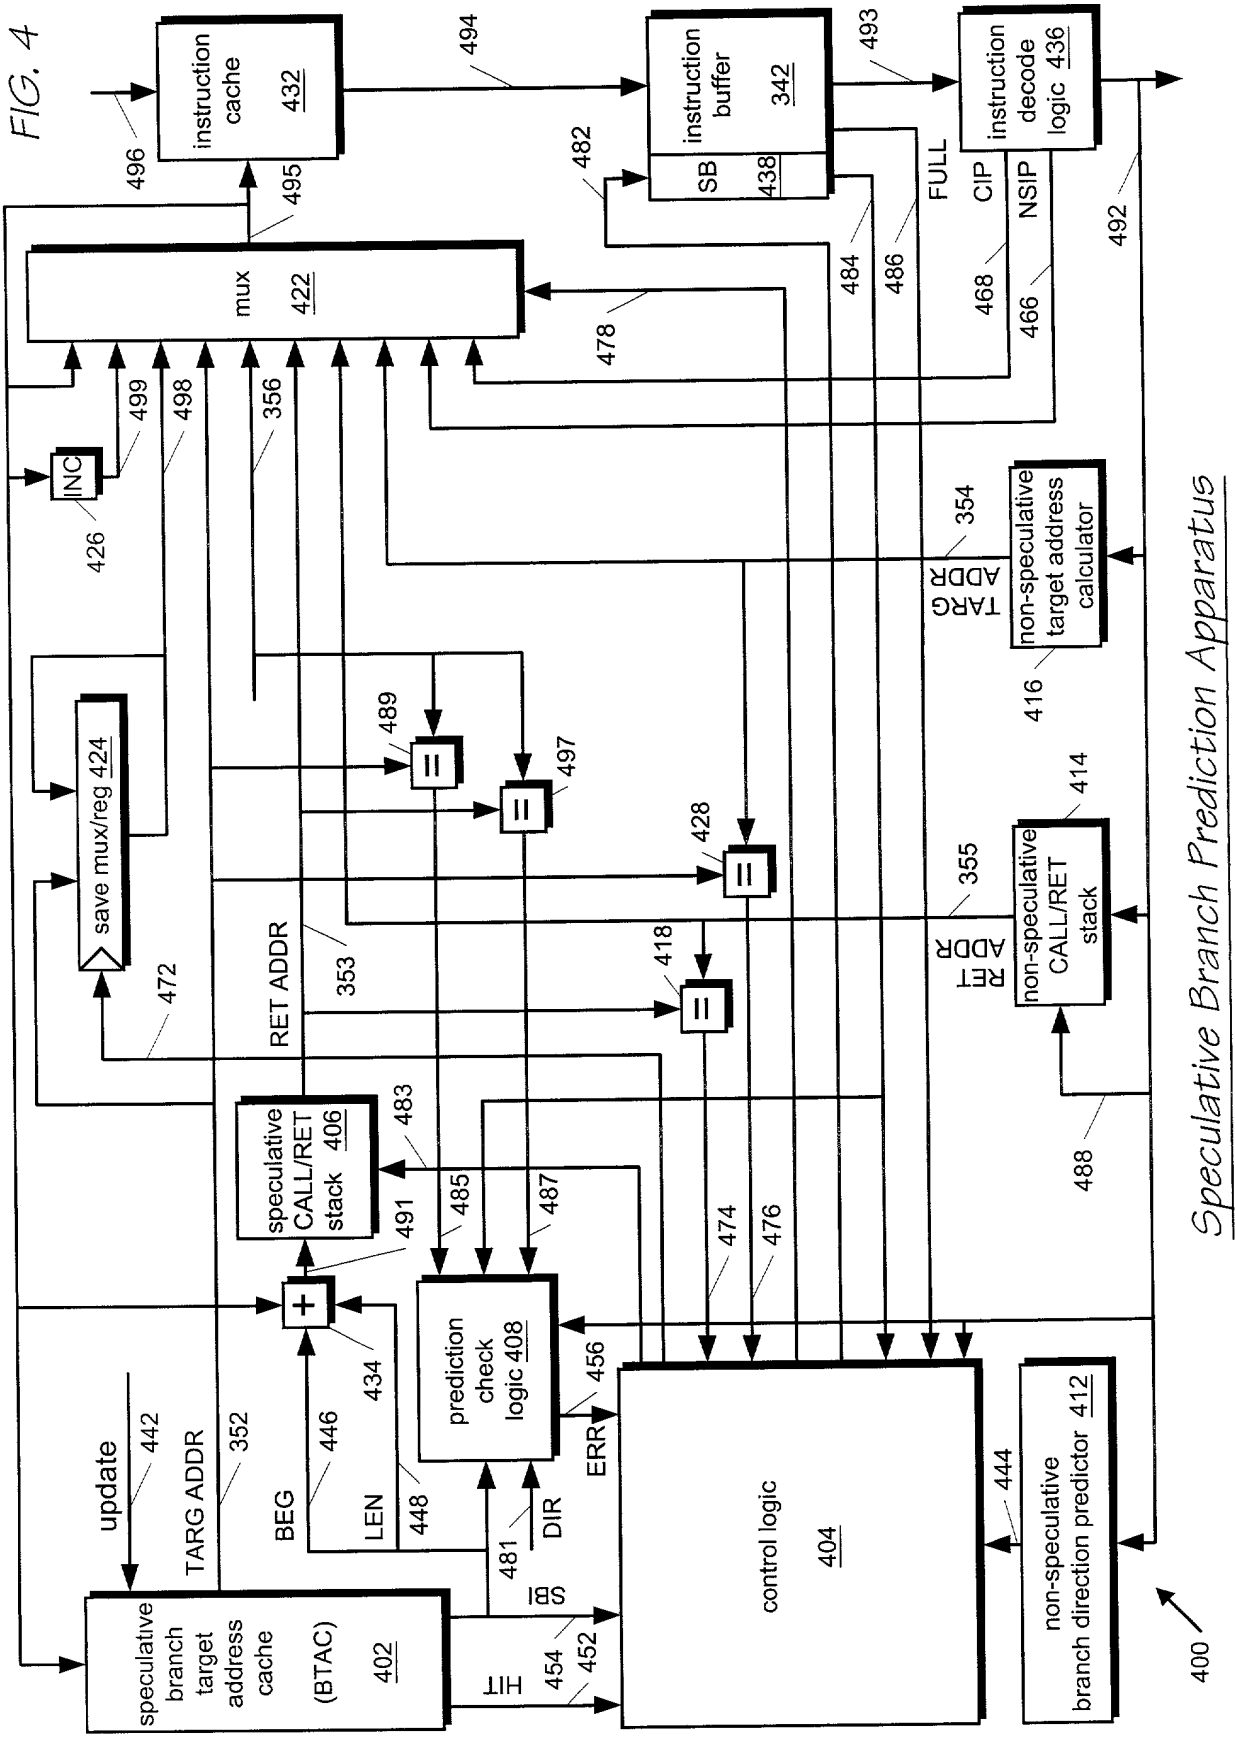 FIG. 4
496
instruction
cache
432
494
482
instruction
buffer
342
SB
438
493
instruction
decode
logic 436
FULL
CIP
NSIP
495
mux
422
478
484
486
468
466
492
INC
426
499
498
356
354
TARG
ADDR
non-speculative
target address
calculator
416
save mux/reg 424
489
497
428
418
472
RET ADDR
353
355
RET
ADDR
non-speculative
CALL/RET
stack
414
488
speculative
CALL/RET
stack 406
483
491
485
487
474
476
434
update
442
TARG ADDR
352
BEG
446
LEN
448
prediction
check
logic 408
456
ERR
481
DIR
SBI
454
452
HIT
speculative
branch
target
address
cache
(BTAC)
402
control logic
404
444
non-speculative
branch direction predictor 412
400
Speculative Branch Prediction Apparatus